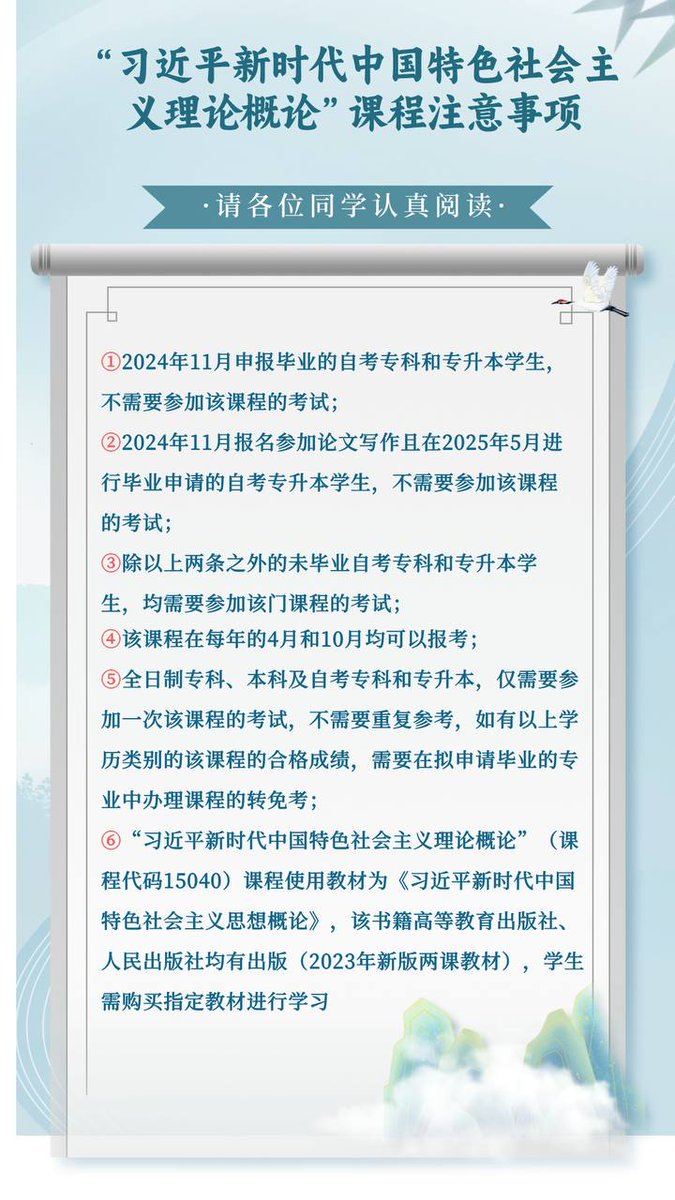 “习近平新时代中国特色社会主
义理论概论”课程注意事项
·请各位同学认真阅读·
①2024年11月申报毕业的自考专科和专升本学生，
不需要参加该课程的考试；
②2024年11月报名参加论文写作且在2025年5月进
行毕业申请的自考专升本学生，不需要参加该课程
的考试；
③除以上两条之外的未毕业自考专科和专升本学
生，均需要参加该门课程的考试；
④该课程在每年的4月和10月均可以报考；
⑤全日制专科、本科及自考专科和专升本，仅需要参
加一次该课程的考试，不需要重复参考，如有以上学
历类别的该课程的合格成绩，需要在拟申请毕业的专
业中办理课程的转免考；
⑥“习近平新时代中国特色社会主义理论概论”（课
程代码15040）课程使用教材为《习近平新时代中国
特色社会主义思想概论》，该书籍高等教育出版社、
人民出版社均有出版（2023年新版两课教材），学生
需购买指定教材进行学习